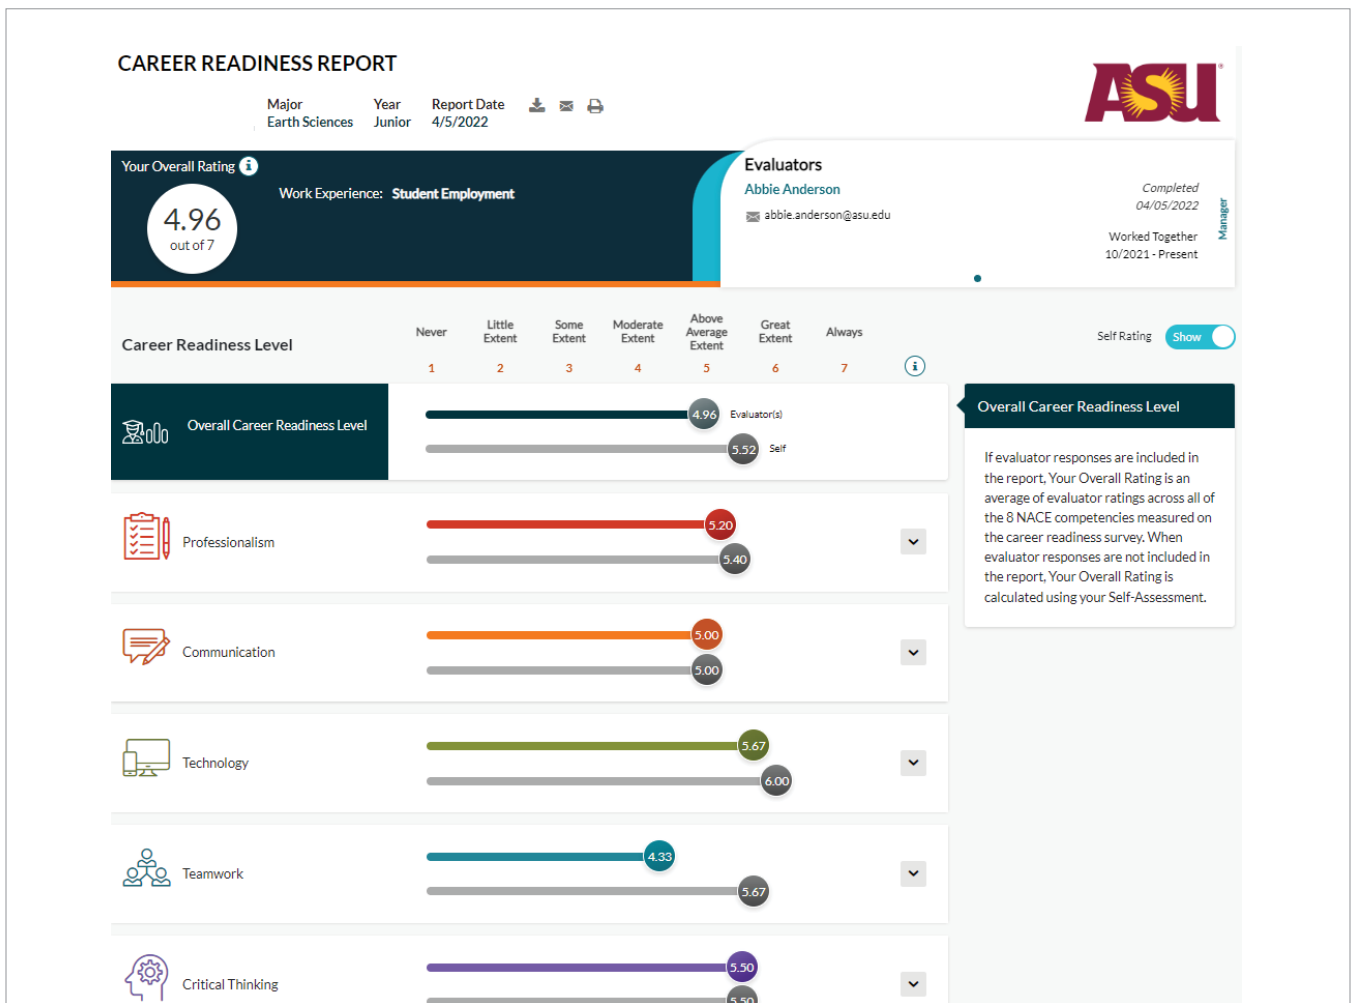 CAREER READINESS REPORT
ASU
Major Year Report Date
Earth Sciences Junior 4/5/2022
Your Overall Rating i
4.96
out of 7
Work Experience: Student Employment
Evaluators
Abbie Anderson
abbie.anderson@asu.edu
Completed
04/05/2022
Worked Together
10/2021 - Present
Manager
Career Readiness Level
Never
Little
Extent
Some
Extent
Moderate
Extent
Above
Average
Extent
Great
Extent
Always
1 2 3 4 5 6 7 i
Self Rating Show
Overall Career Readiness Level
4.96 Evaluator(s)
5.52 Self
Overall Career Readiness Level
If evaluator responses are included in
the report, Your Overall Rating is an
average of evaluator ratings across all of
the 8 NACE competencies measured on
the career readiness survey. When
evaluator responses are not included in
the report, Your Overall Rating is
calculated using your Self-Assessment.
Professionalism
5.20
5.40
Communication
5.00
5.00
Technology
5.67
6.00
Teamwork
4.33
5.67
Critical Thinking
5.50
5.50